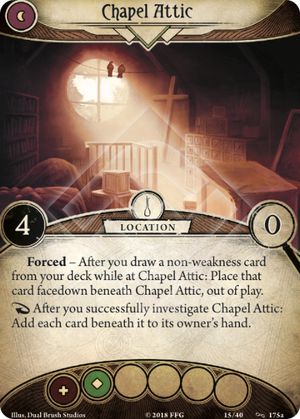 Chapel Attic
4
LOCATION
0
Forced – After you draw a non-weakness card
from your deck while at Chapel Attic: Place that
card facedown beneath Chapel Attic, out of play.
After you successfully investigate Chapel Attic:
Add each card beneath it to its owner's hand.
Illus. Dual Brush Studios
© 2018 FFG
15/40
175a